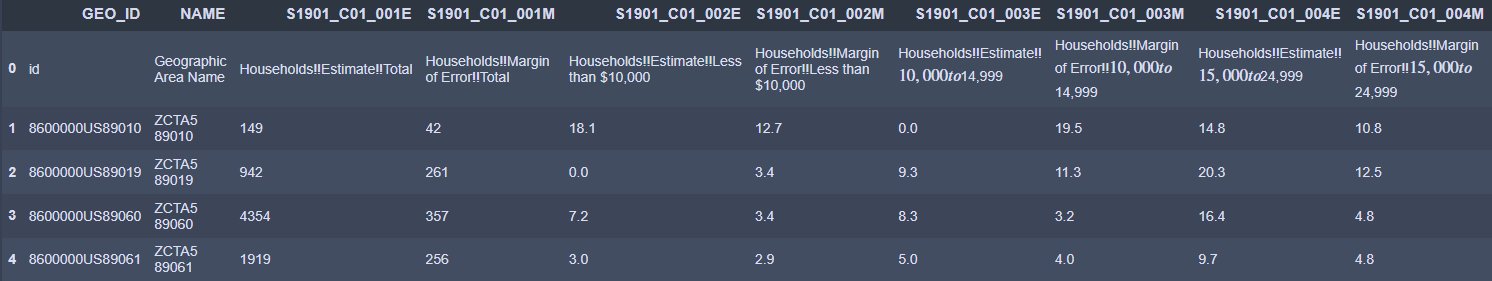 GEO_ID NAME S1901_C01_001E S1901_C01_001M S1901_C01_002E S1901_C01_002M S1901_C01_003E S1901_C01_003M S1901_C01_004E S1901_C01_004M
0 id Geographic Area Name Households!!Estimate!!Total Households!!Margin of Error!!Total Households!!Estimate!!Less than $10,000 Households!!Margin of Error!!Less than $10,000 Households!!Estimate!!10,000to14,999 Households!!Margin of Error!!10,000to14,999 Households!!Estimate!!15,000to24,999 Households!!Margin of Error!!15,000to24,999
1 8600000US89010 ZCTA5 89010 149 42 18.1 12.7 0.0 19.5 14.8 10.8
2 8600000US89019 ZCTA5 89019 942 261 0.0 3.4 9.3 11.3 20.3 12.5
3 8600000US89060 ZCTA5 89060 4354 357 7.2 3.4 8.3 3.2 16.4 4.8
4 8600000US89061 ZCTA5 89061 1919 256 3.0 2.9 5.0 4.0 9.7 4.8